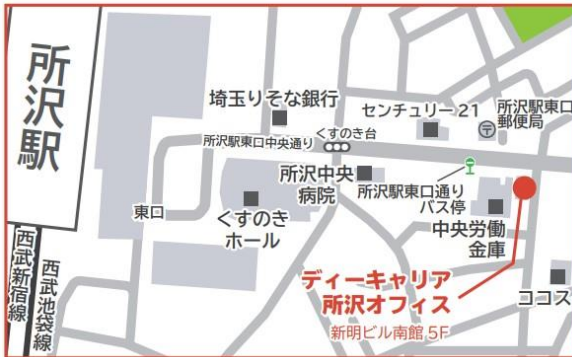 所沢駅
埼玉りそな銀行
センチュリー 21
所沢駅東口
郵便局
くすのき台
所沢駅東口中央通り
所沢中央
病院
所沢駅東口通り
バス停
東口
くすのき
ホール
中央労働
金庫
西武新宿線
西武池袋線
ディーキャリア
所沢オフィス
新明ビル南館 5F
ココス